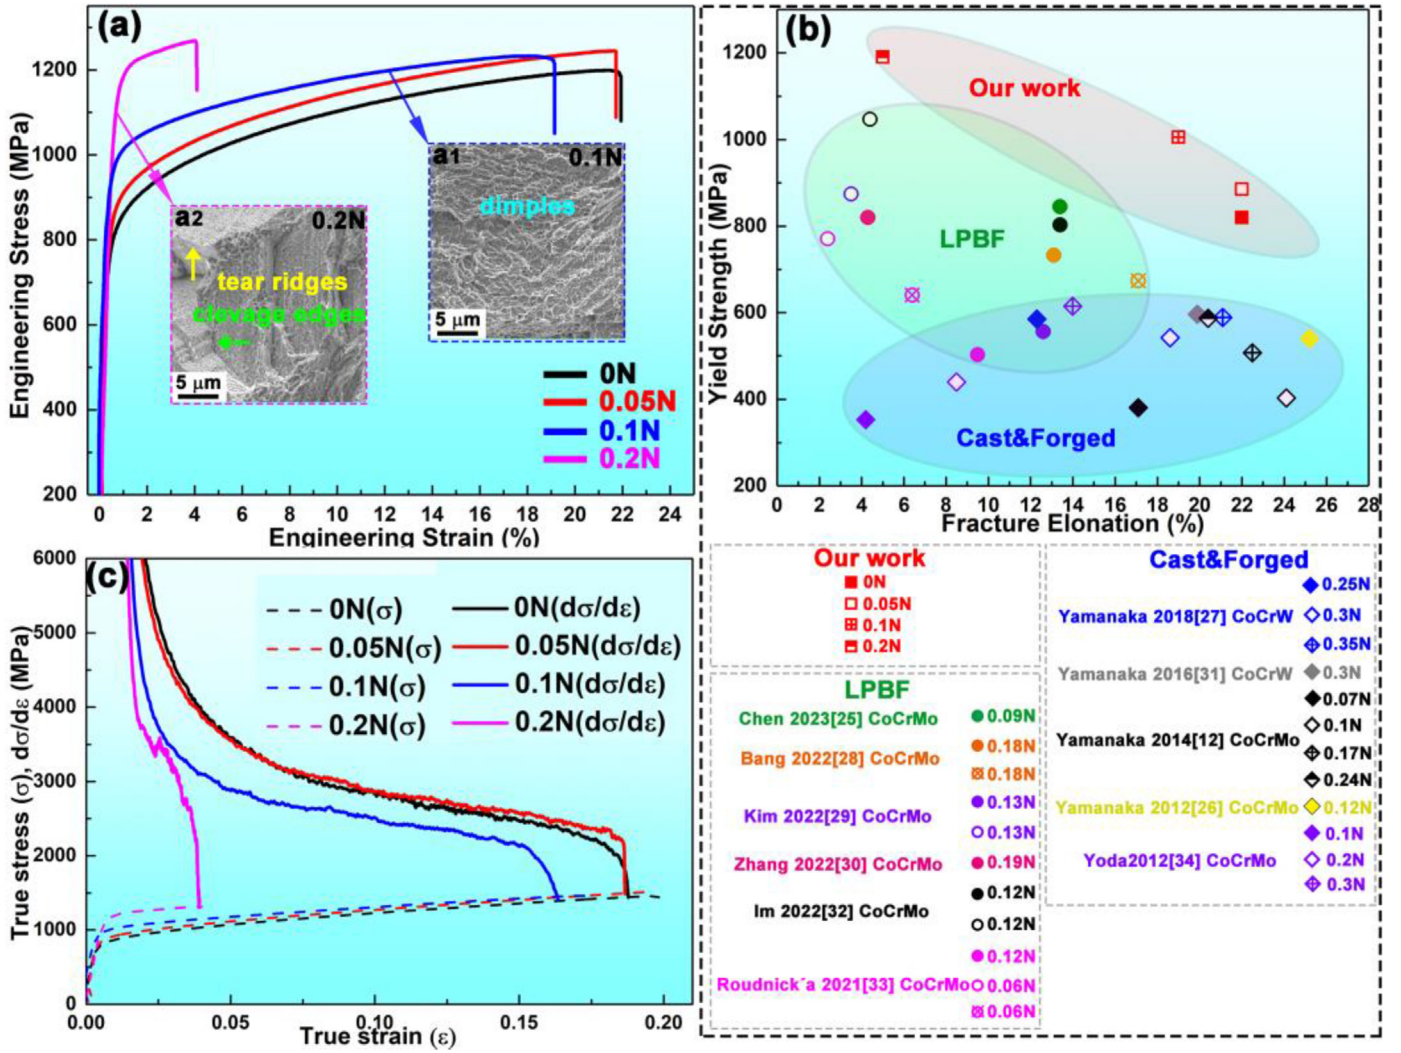 (a)
Engineering Stress (MPa)
1200
1000
800
600
400
200
a1
0.1N
dimples
5 μm
a2
0.2N
tear ridges
clevage edges
5 μm
0N
0.05N
0.1N
0.2N
0 2 4 6 8 10 12 14 16 18 20 22 24
Engineering Strain (%)
(b)
Yield Strength (MPa)
1200
1000
800
600
400
200
Our work
LPBF
Cast&Forged
0 2 4 6 8 10 12 14 16 18 20 22 24 26 28
Fracture Elonation (%)
(c)
True stress (σ), dσ/dε (MPa)
6000
5000
4000
3000
2000
1000
0
0N(σ) 0N(dσ/dε)
0.05N(σ) 0.05N(dσ/dε)
0.1N(σ) 0.1N(dσ/dε)
0.2N(σ) 0.2N(dσ/dε)
0.00 0.05 0.10 0.15 0.20
True strain (ε)
Our work
0N
0.05N
0.1N
0.2N
LPBF
Chen 2023[25] CoCrMo 0.09N
Bang 2022[28] CoCrMo 0.18N
0.18N
Kim 2022[29] CoCrMo 0.13N
0.13N
Zhang 2022[30] CoCrMo 0.19N
Im 2022[32] CoCrMo 0.12N
0.12N
0.12N
Roudnick´a 2021[33] CoCrMo 0.06N
0.06N
Cast&Forged
0.25N
Yamanaka 2018[27] CoCrW 0.3N
0.35N
Yamanaka 2016[31] CoCrW 0.3N
0.07N
0.1N
Yamanaka 2014[12] CoCrMo
0.17N
0.24N
Yamanaka 2012[26] CoCrMo 0.12N
0.1N
Yoda2012[34] CoCrMo 0.2N
0.3N